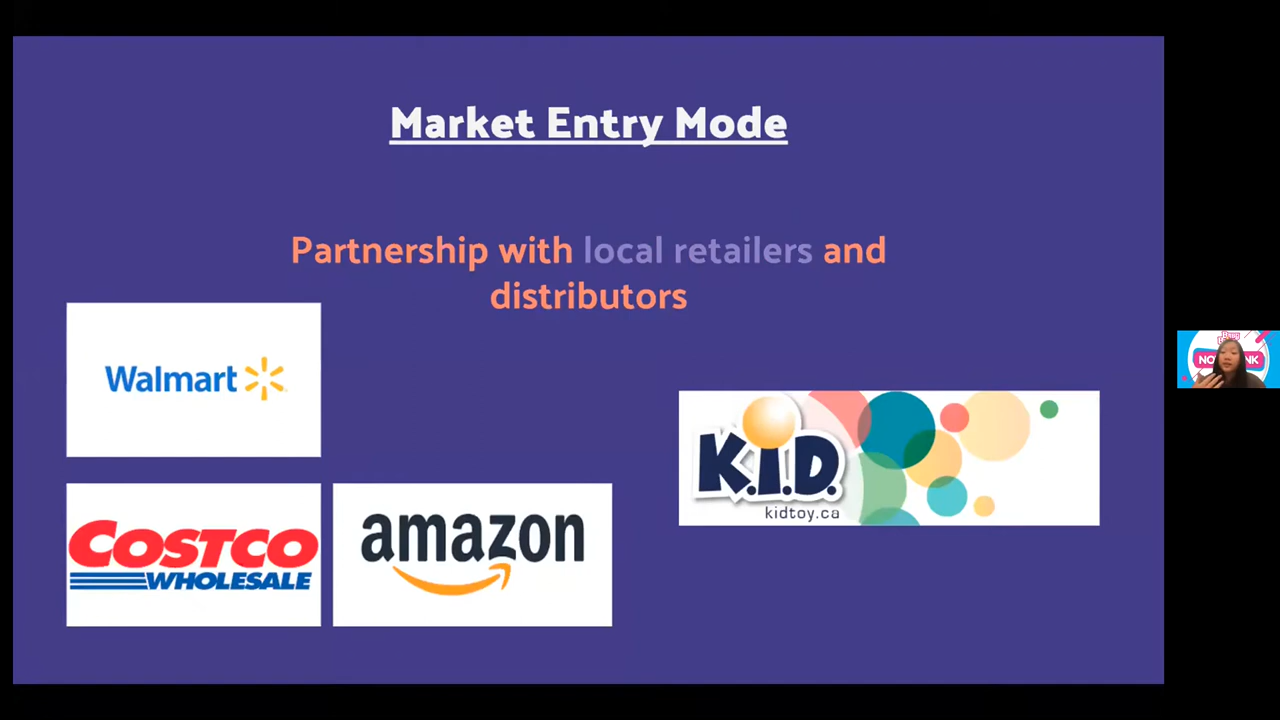 Market Entry Mode
Partnership with local retailers and
distributors
Walmart
COSTCO
WHOLESALE
amazon
K.I.D.
kidtoy.ca